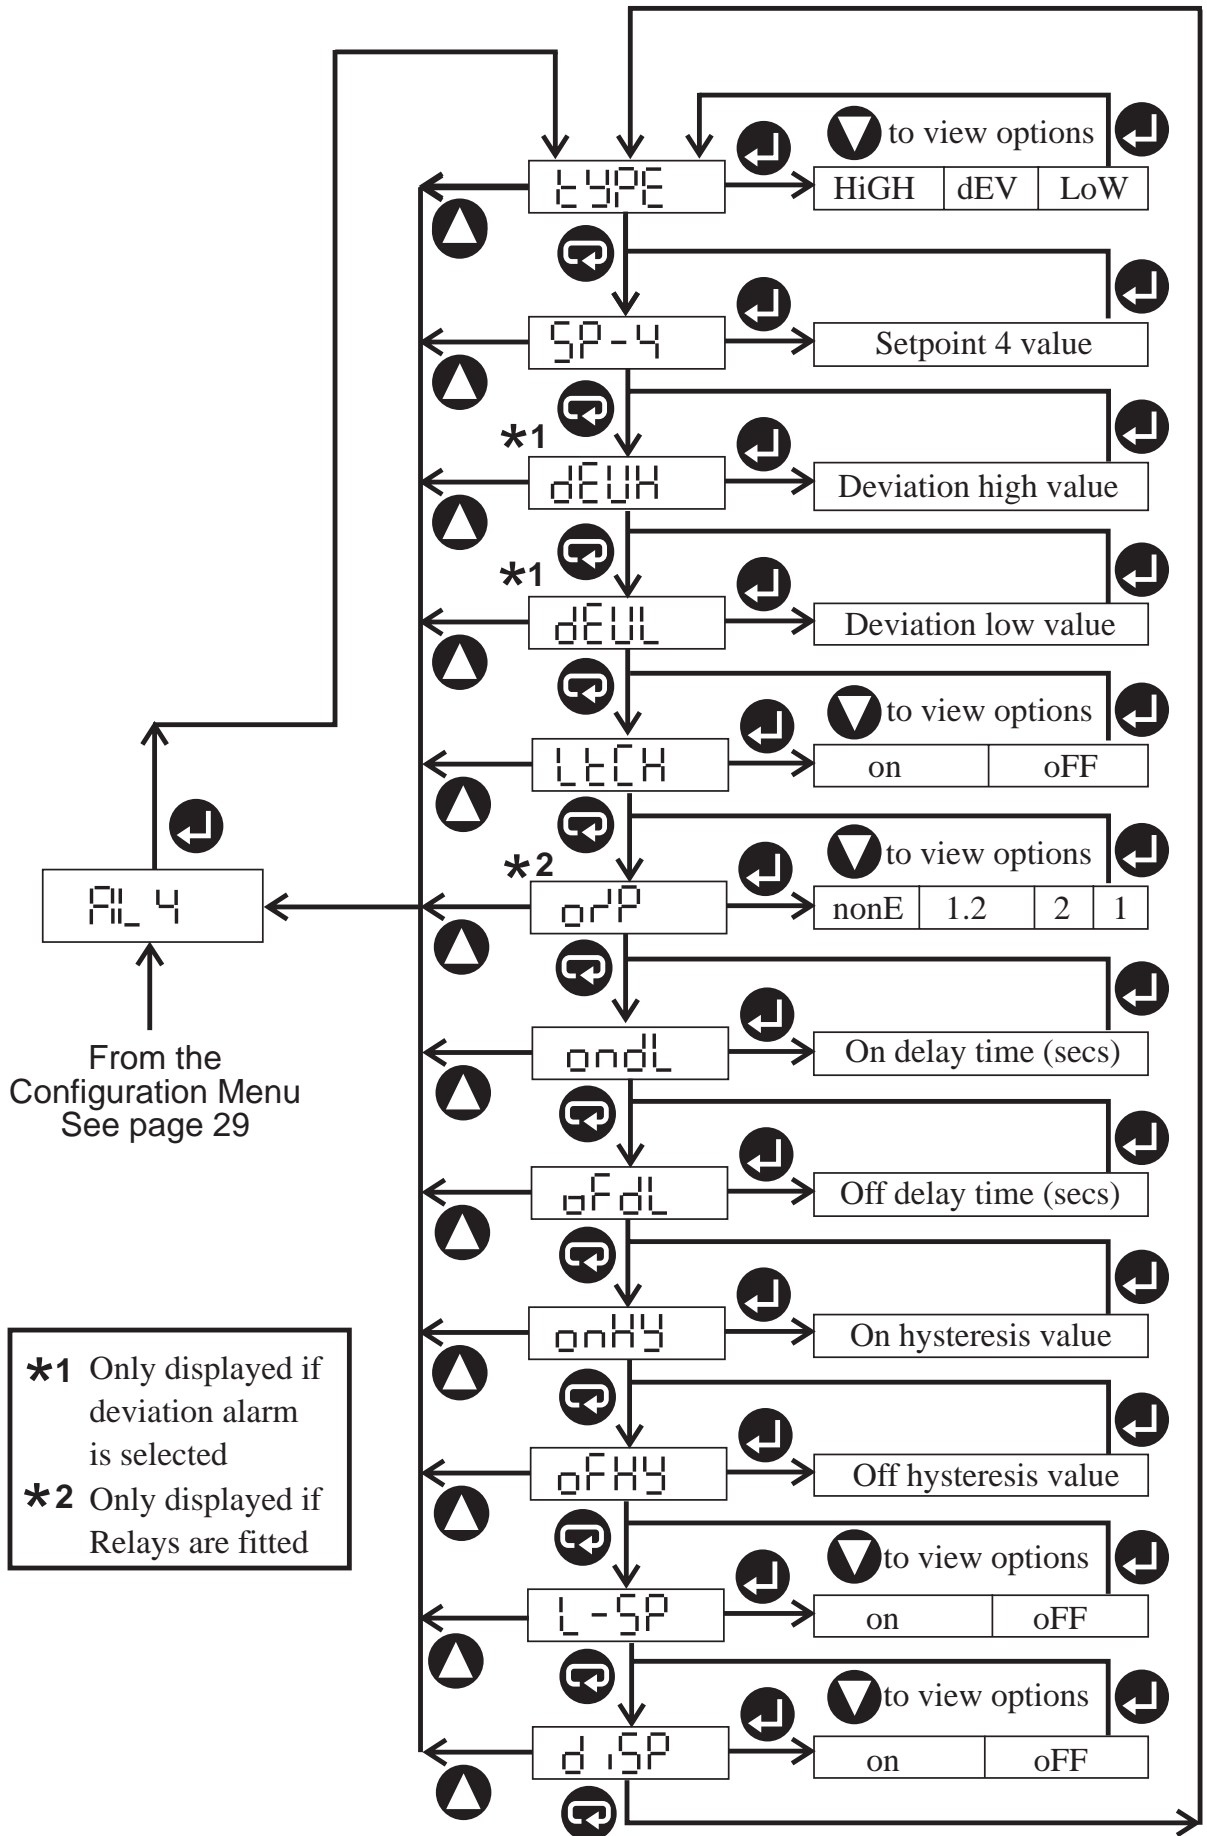 to view options
tYPE
HiGH dEV LoW
SP-4
Setpoint 4 value
*1
dEVH
Deviation high value
*1
dEVL
Deviation low value
to view options
LtCH
on oFF
to view options
*2
AL 4
o/P
nonE 1.2 2 1
From the
Configuration Menu
See page 29
ondL
On delay time (secs)
oFdL
Off delay time (secs)
onHY
On hysteresis value
*1 Only displayed if
deviation alarm
is selected
*2 Only displayed if
Relays are fitted
oFHY
Off hysteresis value
to view options
L-SP
on oFF
to view options
diSP
on oFF